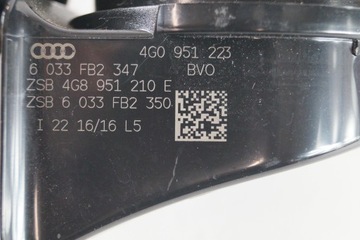 4G0 951 223
6 033 FB2 347 BVO
ZSB 4G8 951 210 E
ZSB 6 033 FB2 350
I 22 16/16 L5